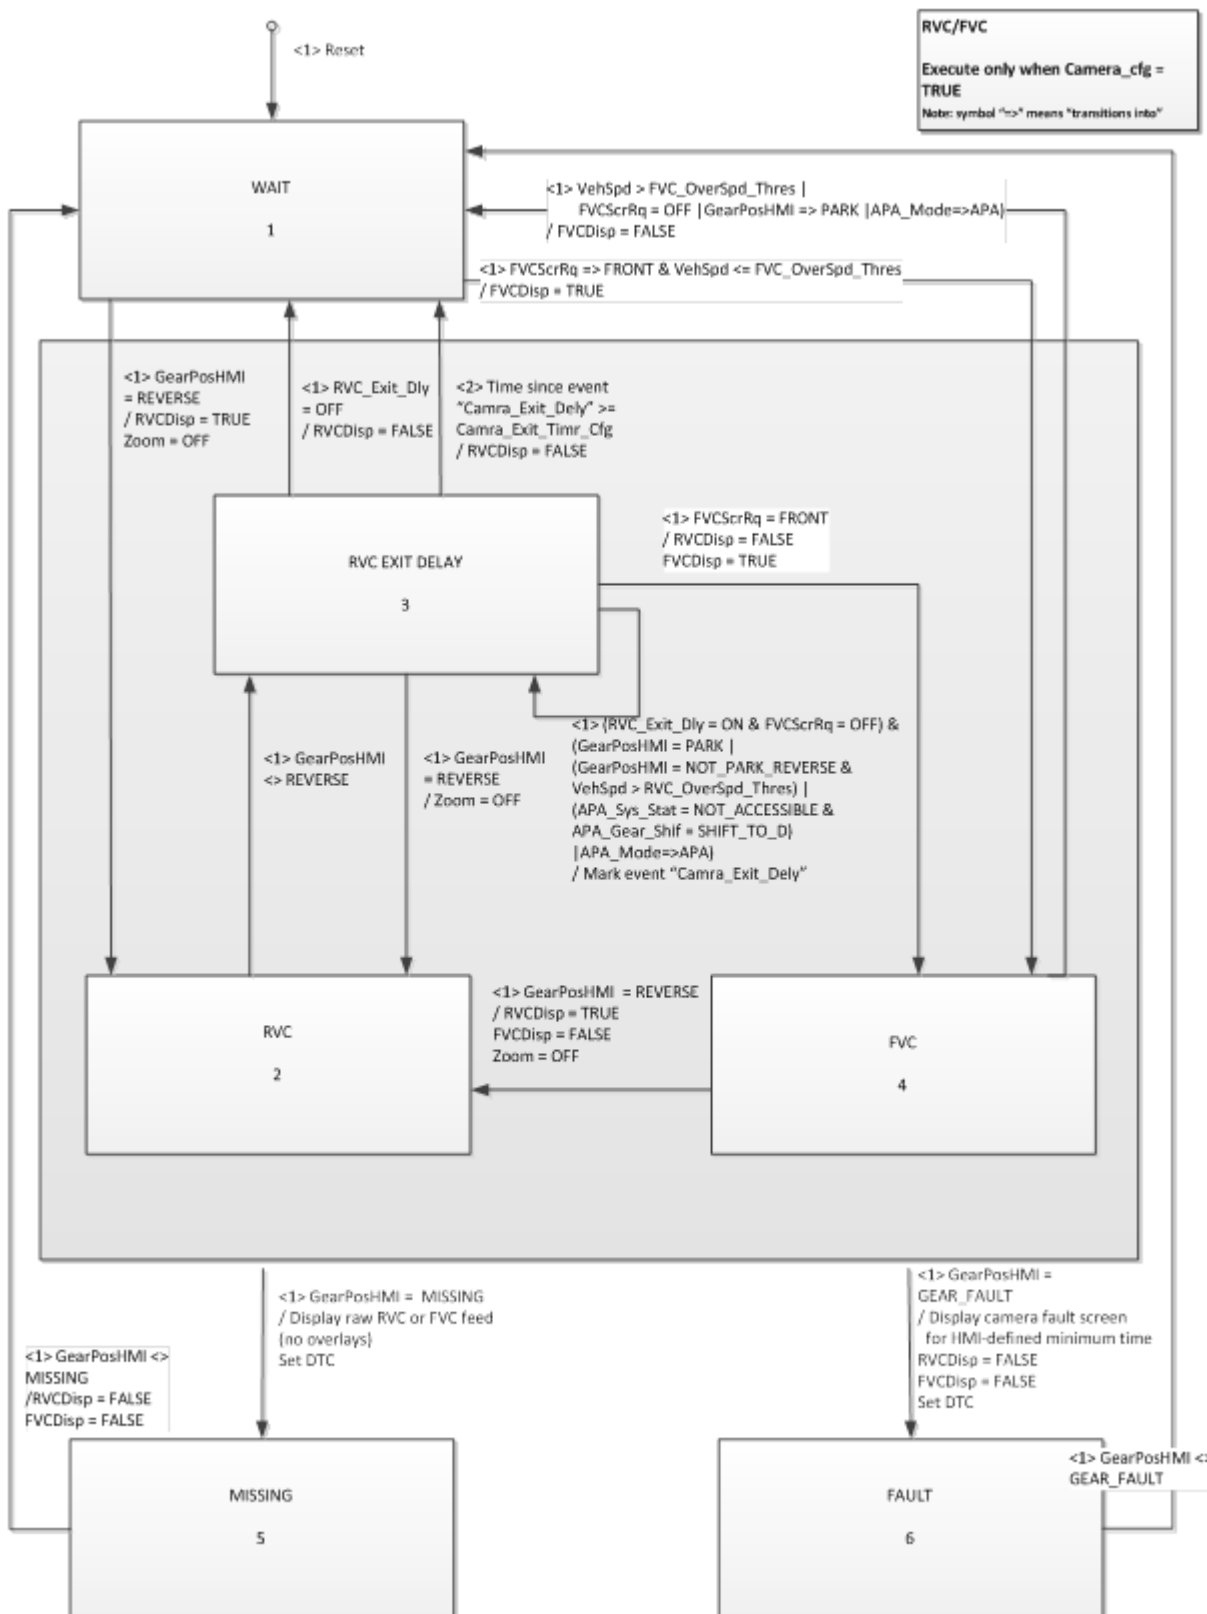 RVC/FVC
Execute only when Camera_cfg =
TRUE
Note: symbol "=>" means "transitions into"
<1> Reset
WAIT
1
<1> VehSpd > FVC_OverSpd_Thres |
FVCScrRq = OFF |GearPosHMI => PARK |APA_Mode=>APA)
/ FVCDisp = FALSE
<1> FVCScrRq => FRONT & VehSpd <= FVC_OverSpd_Thres
/ FVCDisp = TRUE
<1> GearPosHMI
= REVERSE
/ RVCDisp = TRUE
Zoom = OFF
<1> RVC_Exit_Dly
= OFF
/ RVCDisp = FALSE
<2> Time since event
"Camra_Exit_Dely" >=
Camra_Exit_Timr_Cfg
/ RVCDisp = FALSE
RVC EXIT DELAY
3
<1> FVCScrRq = FRONT
/ RVCDisp = FALSE
FVCDisp = TRUE
<1> GearPosHMI
<> REVERSE
<1> GearPosHMI
= REVERSE
/ Zoom = OFF
<1> (RVC_Exit_Dly = ON & FVCScrRq = OFF) &
(GearPosHMI = PARK |
(GearPosHMI = NOT_PARK_REVERSE &
VehSpd > RVC_OverSpd_Thres) |
(APA_Sys_Stat = NOT_ACCESSIBLE &
APA_Gear_Shif = SHIFT_TO_D)
|APA_Mode=>APA)
/ Mark event "Camra_Exit_Dely"
RVC
2
<1> GearPosHMI = REVERSE
/ RVCDisp = TRUE
FVCDisp = FALSE
Zoom = OFF
FVC
4
<1> GearPosHMI = MISSING
/ Display raw RVC or FVC feed
(no overlays)
Set DTC
<1> GearPosHMI =
GEAR_FAULT
/ Display camera fault screen
for HMI-defined minimum time
RVCDisp = FALSE
FVCDisp = FALSE
Set DTC
<1> GearPosHMI <>
MISSING
/RVCDisp = FALSE
FVCDisp = FALSE
MISSING
5
FAULT
6
<1> GearPosHMI <>
GEAR_FAULT